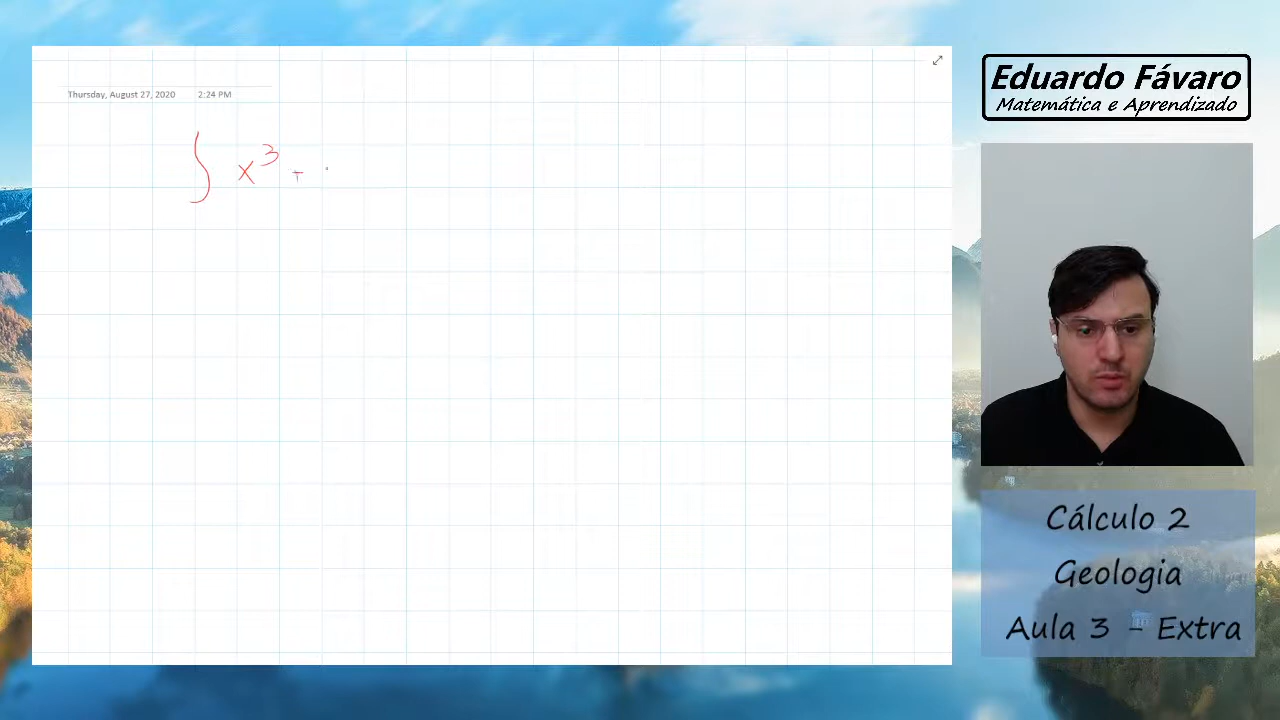 Thursday, August 27, 2020 2:24 PM
∫ x³ +
Eduardo Fávaro
Matemática e Aprendizado
Cálculo 2
Geologia
Aula 3 - Extra